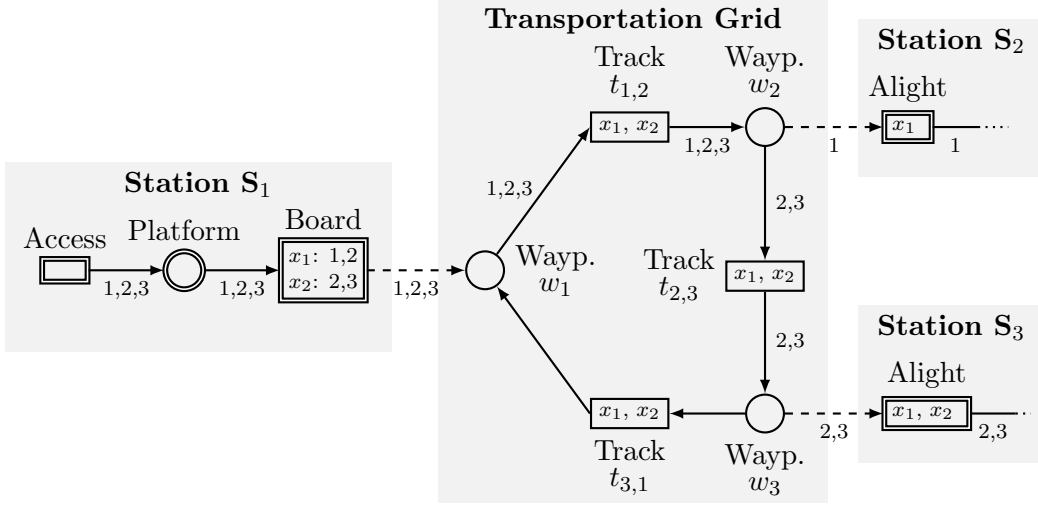 Transportation Grid
Station S₂
Track
t₁,₂
Wayp.
w₂
Alight
x₁, x₂
x₁
1,2,3
1
1
Station S₁
1,2,3
2,3
Access
Platform
Board
x₁: 1,2
x₂: 2,3
1,2,3
1,2,3
1,2,3
Wayp.
w₁
Track
t₂,₃
x₁, x₂
2,3
Station S₃
Alight
x₁, x₂
x₁, x₂
2,3
2,3
Track
t₃,₁
Wayp.
w₃